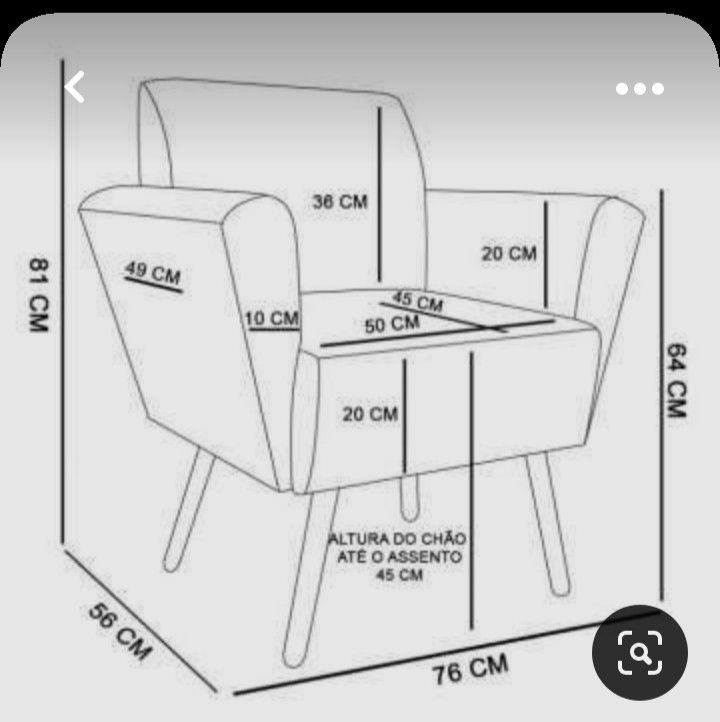 81 CM
36 CM
20 CM
49 CM
10 CM
45 CM
50 CM
64 CM
20 CM
ALTURA DO CHÃO
ATÉ O ASSENTO
45 CM
56 CM
76 CM